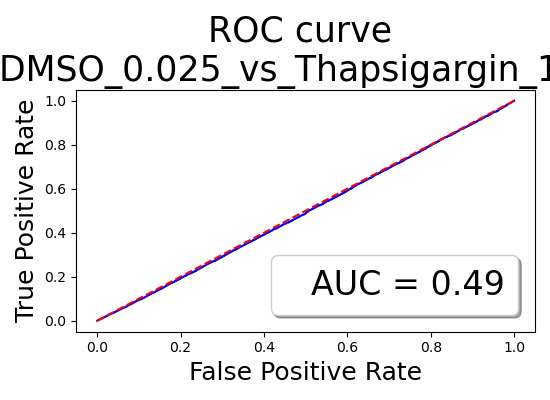 ROC curve
DMSO_0.025_vs_Thapsigargin_1
True Positive Rate
1.0
0.8
0.6
0.4
0.2
0.0
AUC = 0.49
0.0 0.2 0.4 0.6 0.8 1.0
False Positive Rate